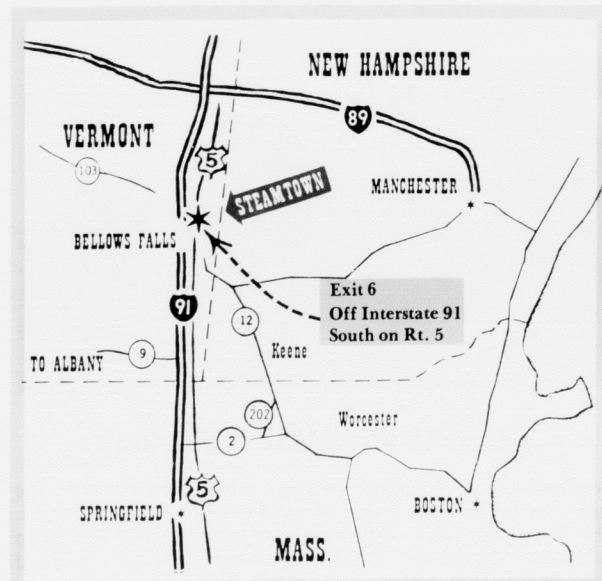 NEW HAMPSHIRE
89
VERMONT
5
103
STEAMTOWN
MANCHESTER
BELLOWS FALLS
Exit 6
Off Interstate 91
South on Rt. 5
91
12
Keene
9
TO ALBANY
202
Worcester
2
5
SPRINGFIELD
BOSTON
MASS.